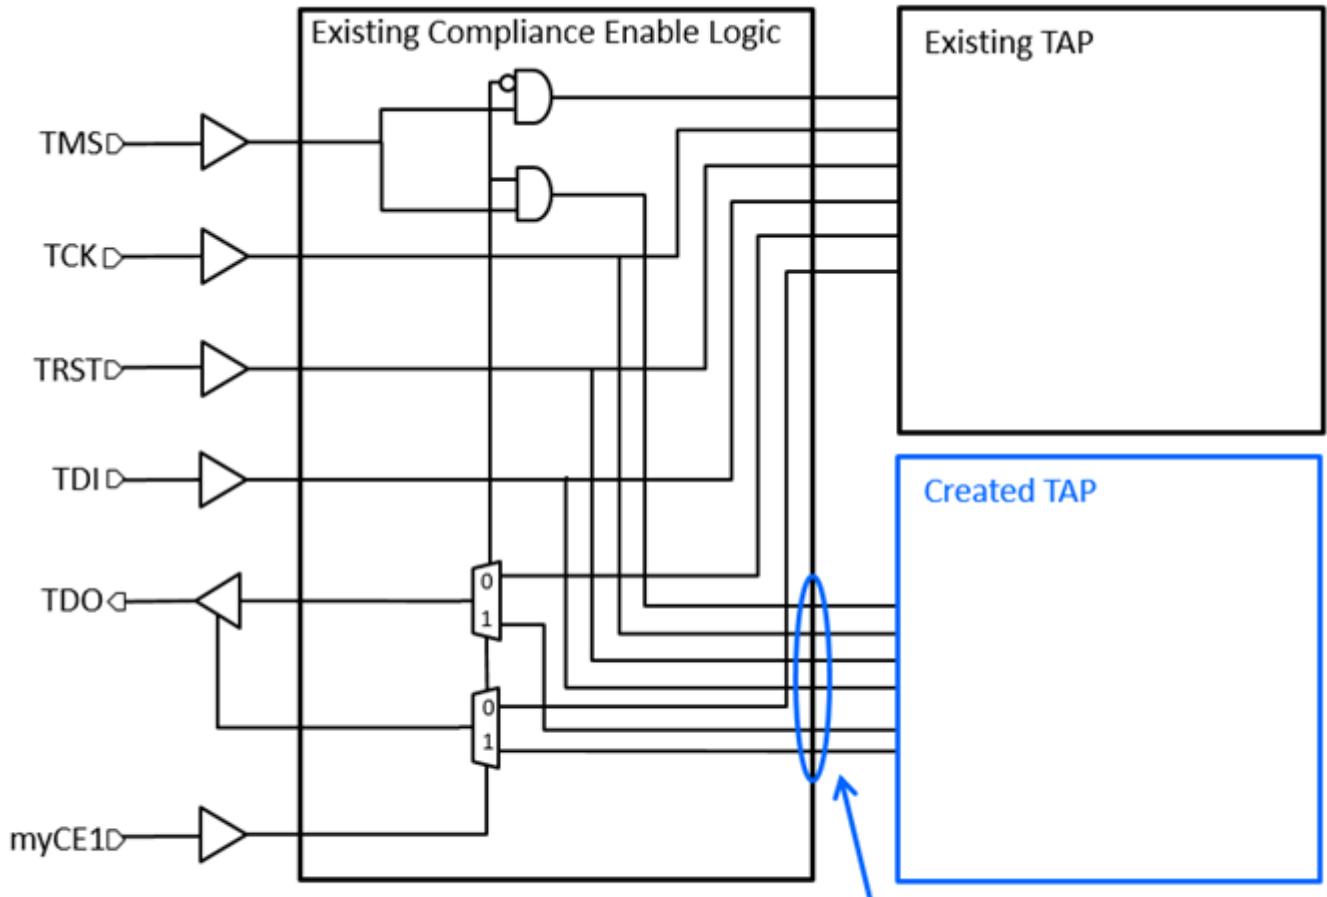 Existing Compliance Enable Logic
Existing TAP
TMS
TCK
TRST
TDI
Created TAP
0
TDO
1
0
1
myCE1